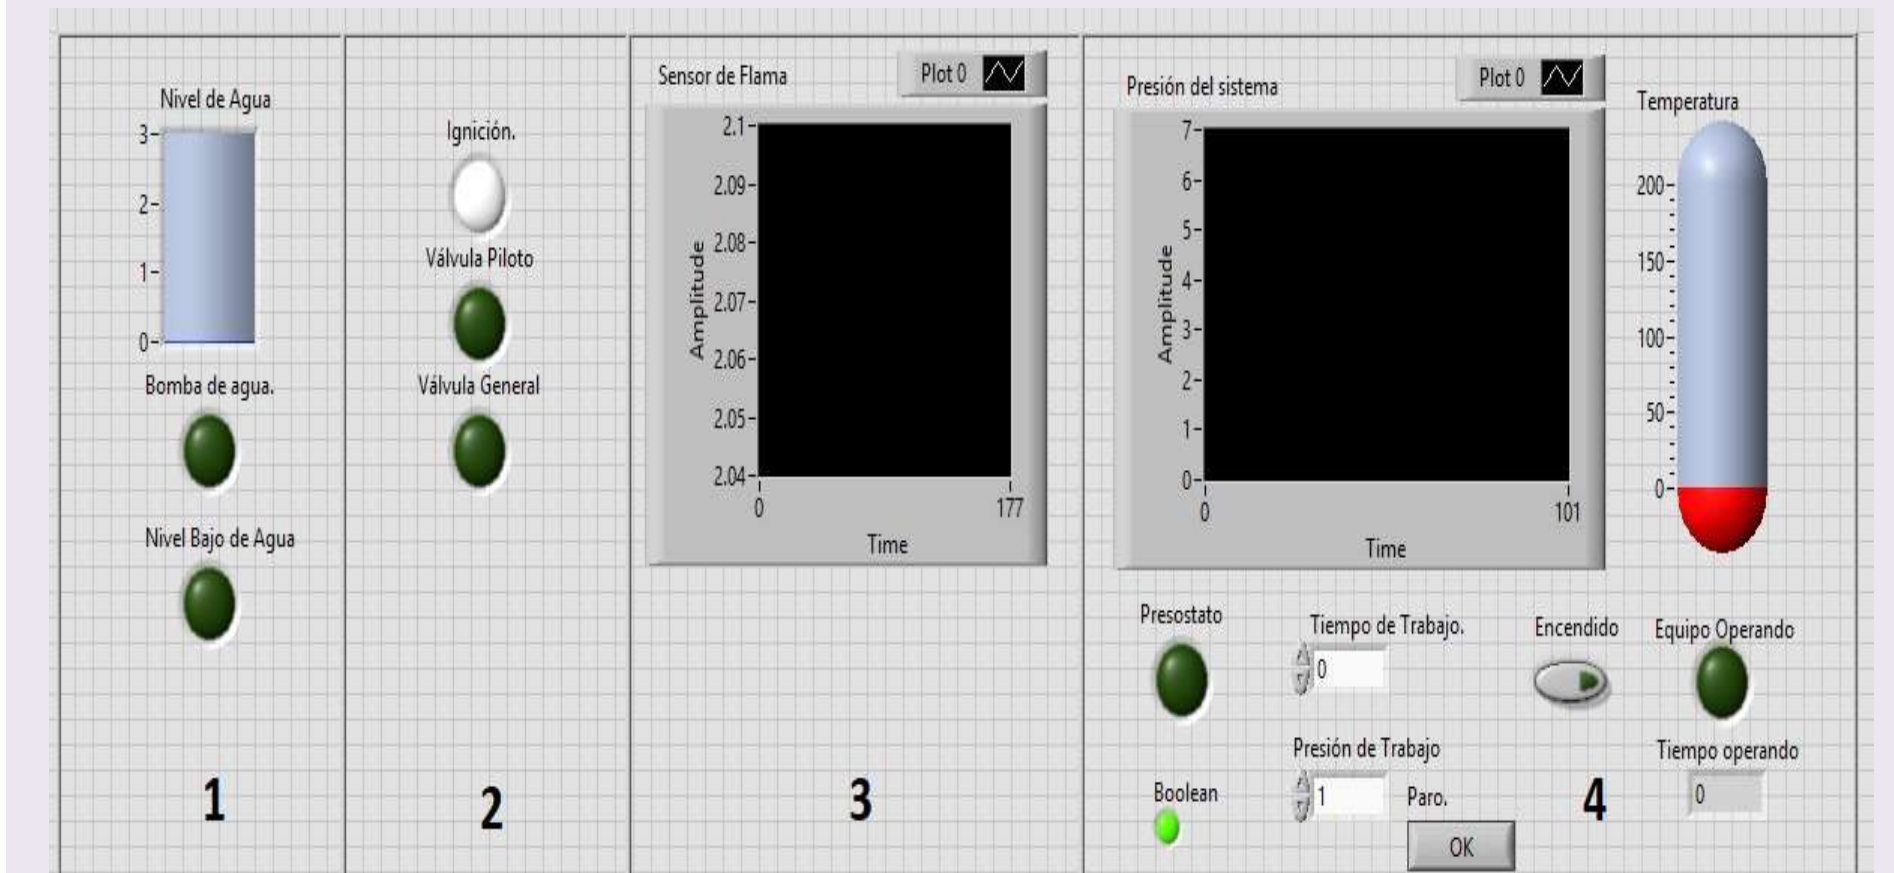 Nivel de Agua
3
2
1
0
Bomba de agua.
Nivel Bajo de Agua
1
Ignición.
Válvula Piloto
Válvula General
2
Sensor de Flama
Plot 0
Amplitude
2.1
2.09
2.08
2.07
2.06
2.05
2.04
0
177
Time
3
Presión del sistema
Plot 0
Amplitude
7
6
5
4
3
2
1
0
0
101
Time
Temperatura
200
150
100
50
0
Presostato
Tiempo de Trabajo.
0
Encendido
Equipo Operando
Presión de Trabajo
1
Tiempo operando
0
Boolean
Paro.
OK
4